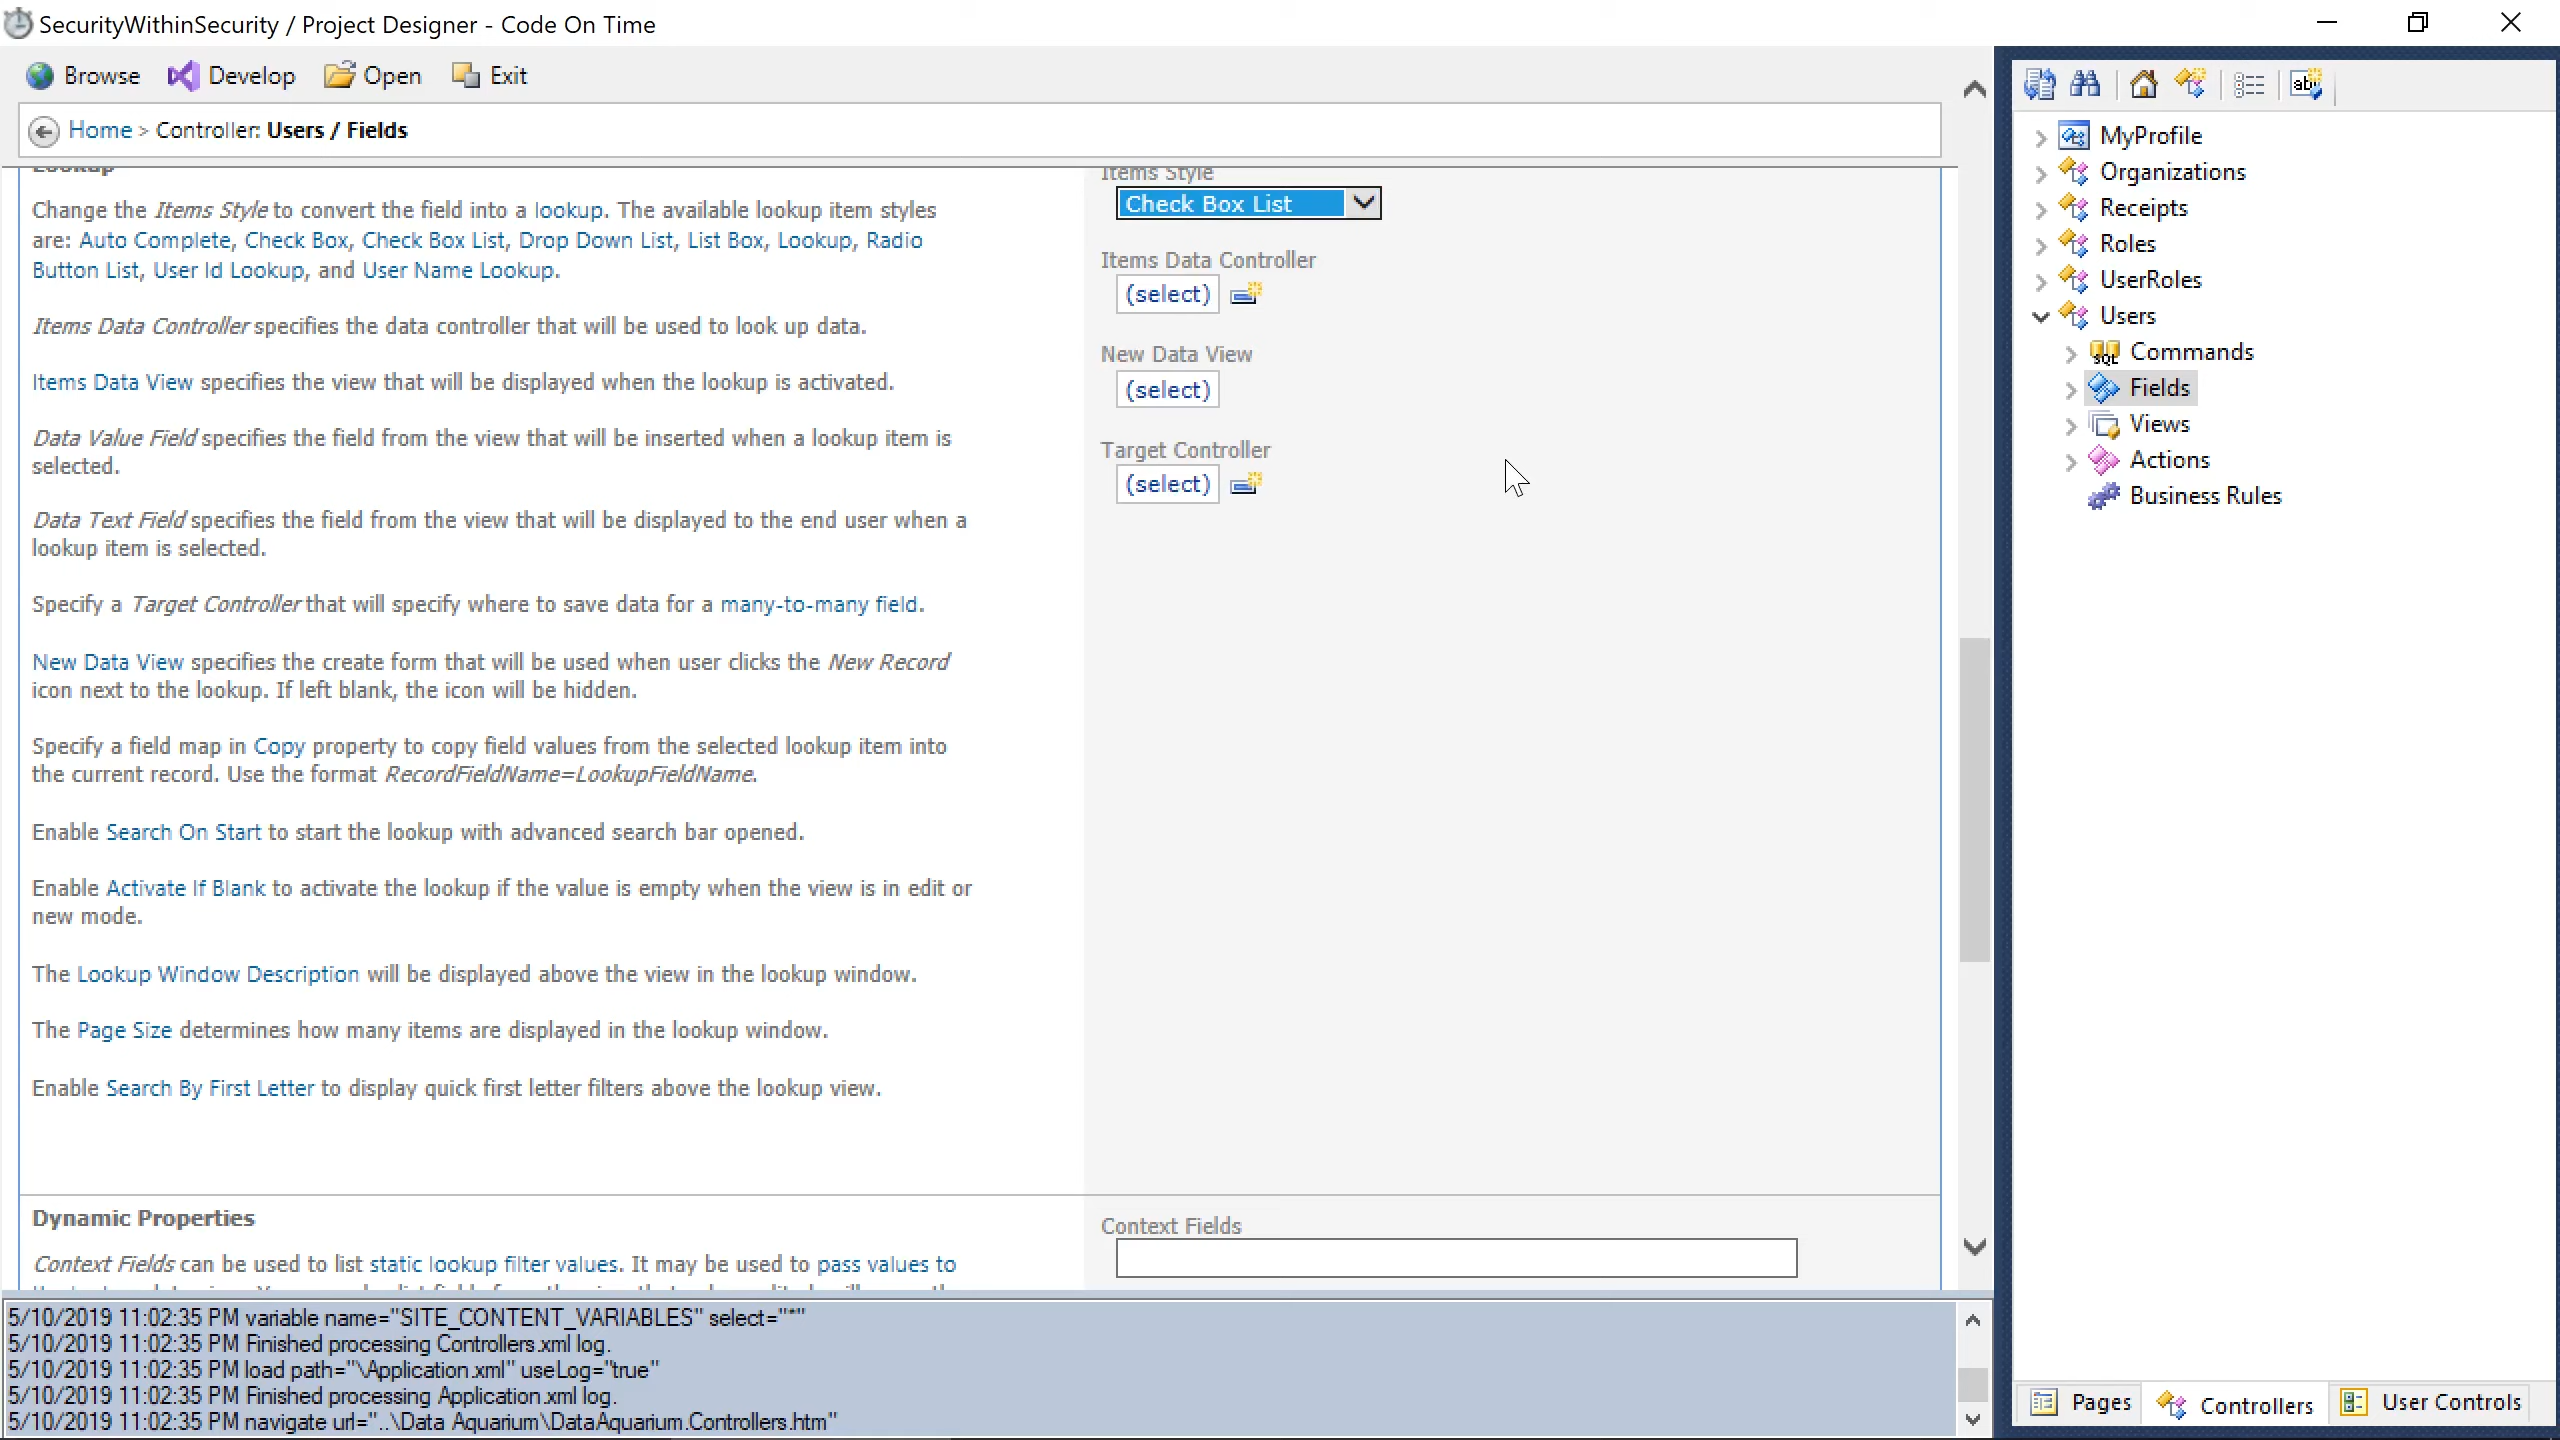 SecurityWithinSecurity / Project Designer - Code On Time
Browse Develop Open Exit
Home > Controller: Users / Fields
Lookup
Change the Items Style to convert the field into a lookup. The available lookup item styles
are: Auto Complete, Check Box, Check Box List, Drop Down List, List Box, Lookup, Radio
Button List, User Id Lookup, and User Name Lookup.
Items Data Controller specifies the data controller that will be used to look up data.
Items Data View specifies the view that will be displayed when the lookup is activated.
Data Value Field specifies the field from the view that will be inserted when a lookup item is
selected.
Data Text Field specifies the field from the view that will be displayed to the end user when a
lookup item is selected.
Specify a Target Controller that will specify where to save data for a many-to-many field.
New Data View specifies the create form that will be used when user clicks the New Record
icon next to the lookup. If left blank, the icon will be hidden.
Specify a field map in Copy property to copy field values from the selected lookup item into
the current record. Use the format RecordFieldName=LookupFieldName.
Enable Search On Start to start the lookup with advanced search bar opened.
Enable Activate If Blank to activate the lookup if the value is empty when the view is in edit or
new mode.
The Lookup Window Description will be displayed above the view in the lookup window.
The Page Size determines how many items are displayed in the lookup window.
Enable Search By First Letter to display quick first letter filters above the lookup view.
Items Style
Check Box List
Items Data Controller
(select)
New Data View
(select)
Target Controller
(select)
Dynamic Properties
Context Fields can be used to list static lookup filter values. It may be used to pass values to
Context Fields
5/10/2019 11:02:35 PM variable name="SITE_CONTENT_VARIABLES" select="*"
5/10/2019 11:02:35 PM Finished processing Controllers.xml log.
5/10/2019 11:02:35 PM load path="\Application.xml" useLog="true"
5/10/2019 11:02:35 PM Finished processing Application.xml log.
5/10/2019 11:02:35 PM navigate url="..\Data Aquarium\DataAquarium.Controllers.htm"
MyProfile
Organizations
Receipts
Roles
UserRoles
Users
SQL Commands
Fields
Views
Actions
Business Rules
Pages Controllers User Controls